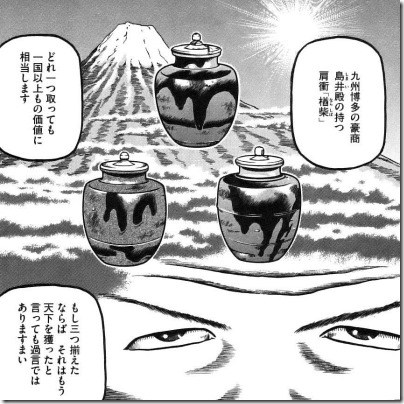 九州博多の豪商
島井殿の持つ
肩衝「楢柴」
どれ一つ取っても
一国以上もの価値に
相当します
もし三つ揃えた
ならば それはもう
天下を獲ったと
言っても過言では
ありますまい